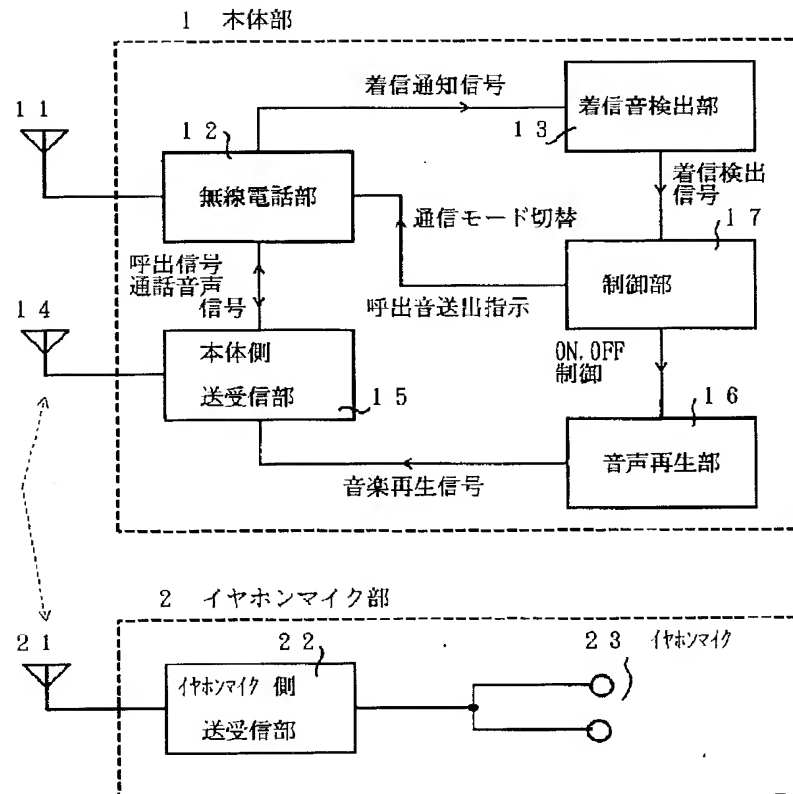 1 本体部
11
12
着信通知信号
13
着信音検出部
無線電話部
着信検出
信号
17
通信モード切替
呼出信号
通話音声
信号
制御部
呼出音送出指示
14
本体側
送受信部
15
ON,OFF
制御
16
音声再生部
音楽再生信号
2 イヤホンマイク部
21
22
イヤホンマイク 側
送受信部
23 イヤホンマイク